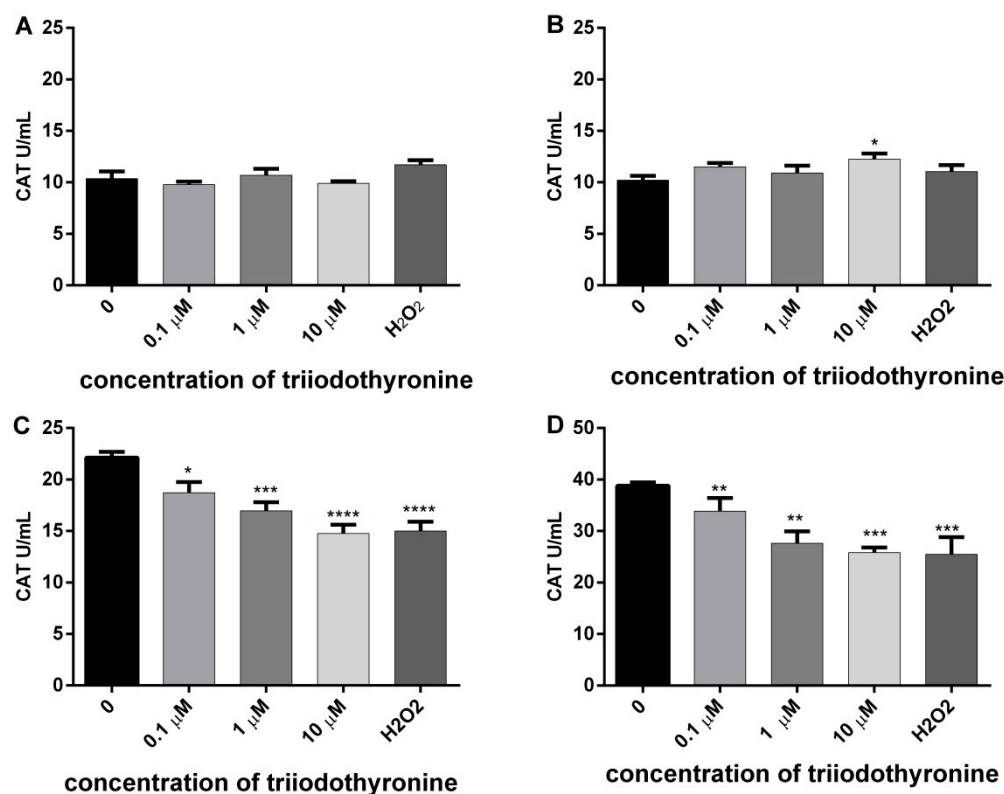 A
CAT U/mL
25
20
15
10
5
0
0
0.1 μM
1 μM
10 μM
H₂O₂
concentration of triiodothyronine
B
CAT U/mL
25
20
15
10
5
0
*
0
0.1 μM
1 μM
10 μM
H2O2
concentration of triiodothyronine
C
CAT U/mL
25
20
15
10
5
0
*
***
****
****
0
0.1 μM
1 μM
10 μM
H2O2
concentration of triiodothyronine
D
CAT U/mL
50
40
30
20
10
0
**
**
***
***
0
0.1 μM
1 μM
10 μM
H2O2
concentration of triiodothyronine